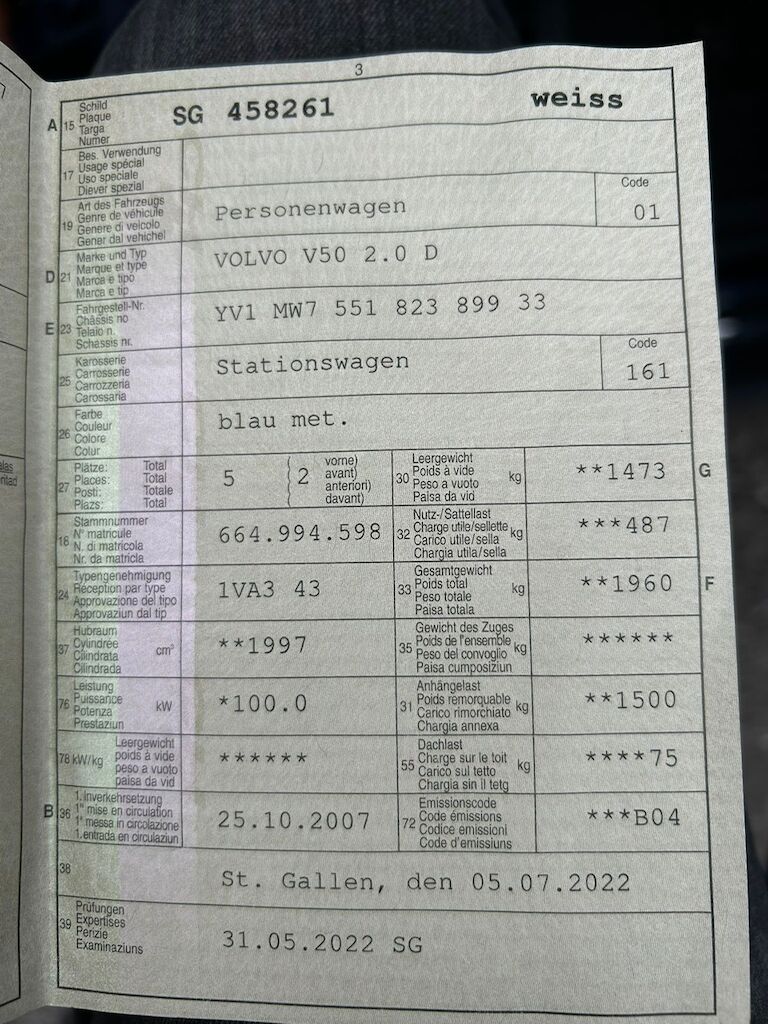 3
A 15 Schild Plaque Targa Numer SG 458261 weiss
17 Bes. Verwendung Usage spécial Uso speciale Diever spezial
19 Art des Fahrzeugs Genre de véhicule Genere di veicolo Gener dal vehichel Personenwagen Code 01
D 21 Marke und Typ Marque et type Marca e tipo Marca e tip VOLVO V50 2.0 D
E 23 Fahrgestell-Nr. Châssis no Telaio n. Schassis nr. YV1 MW7 551 823 899 33
25 Karosserie Carrosserie Carrozzeria Carossaria Stationswagen Code 161
26 Farbe Couleur Colore Colur blau met.
27 Plätze: Total Places: Total Posti: Totale Plazs: Total 5 ( 2 vorne) avant) anteriori) davant) 30 Leergewicht Poids à vide Peso a vuoto Paisa da vid kg **1473 G
18 Stammnummer N° matricule N. di matricola Nr. da matricla 664.994.598 32 Nutz-/Sattellast Charge utile/sellette Carico utile/sella Chargia utila/sella kg ***487
24 Typengenehmigung Réception par type Approvazione del tipo Approvaziun dal tip 1VA3 43 33 Gesamtgewicht Poids total Peso totale Paisa totala kg **1960 F
37 Hubraum Cylindrée Cilindrata Cilindrada cm³ **1997 35 Gewicht des Zuges Poids de l'ensemble Peso del convoglio Paisa cumposiziun kg ******
76 Leistung Puissance Potenza Prestaziun kW *100.0 31 Anhängelast Poids remorquable Carico rimorchiato Chargia annexa kg **1500
78 kW/kg Leergewicht poids à vide peso a vuoto paisa da vid ****** 55 Dachlast Charge sur le toit Carico sul tetto Chargia sin il tetg kg ****75
B 36 1. Inverkehrsetzung 1re mise en circulation 1a messa in circolazione 1. entrada en circulaziun 25.10.2007 72 Emissionscode Code émissions Codice emissioni Code d'emissiuns ***B04
38 St. Gallen, den 05.07.2022
39 Prüfungen Expertises Perizie Examinaziuns 31.05.2022 SG